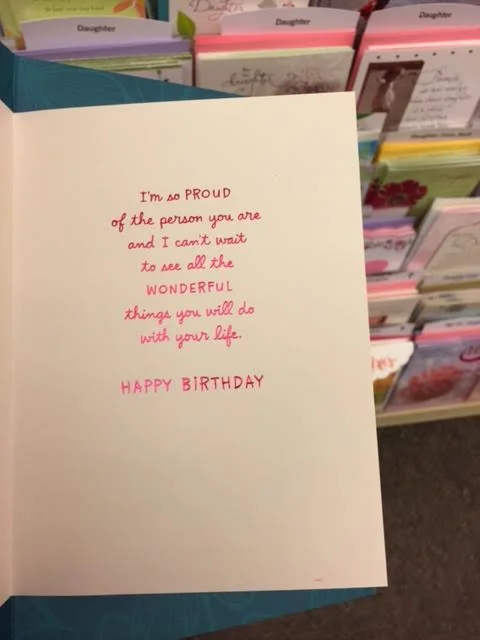 Daughter
Daughter
Daughter
I'm so PROUD
of the person you are
and I can't wait
to see all the
WONDERFUL
things you will do
with your life.
HAPPY BIRTHDAY